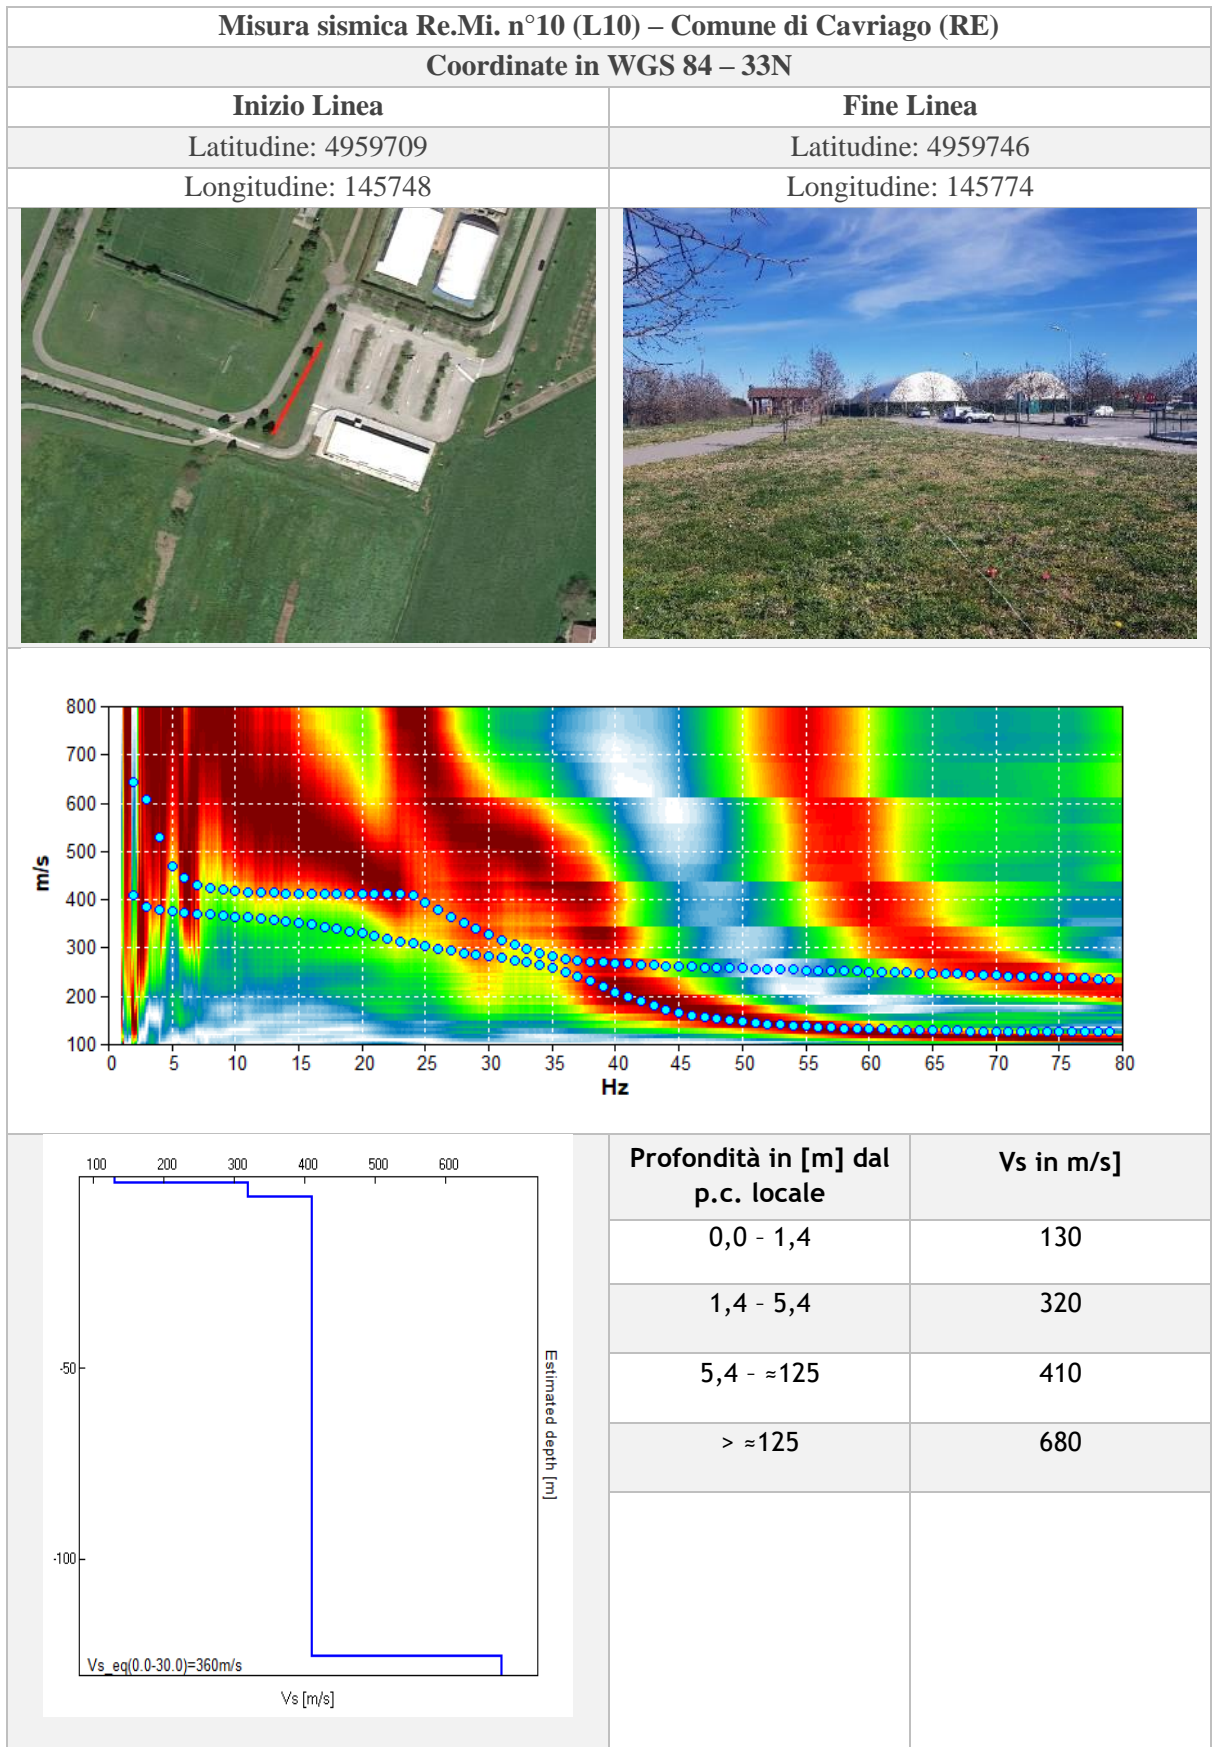 Misura sismica Re.Mi. n°10 (L10) – Comune di Cavriago (RE)
Coordinate in WGS 84 – 33N
Inizio Linea
Fine Linea
Latitudine: 4959709
Latitudine: 4959746
Longitudine: 145748
Longitudine: 145774
800
700
600
500
400
300
200
100
m/s
0 5 10 15 20 25 30 35 40 45 50 55 60 65 70 75 80
Hz
100 200 300 400 500 600
-50
-100
Estimated depth [m]
Vs_eq(0.0-30.0)=360m/s
Vs [m/s]
Profondità in [m] dal
p.c. locale
Vs in m/s]
0,0 – 1,4
130
1,4 – 5,4
320
5,4 – ≈125
410
> ≈125
680